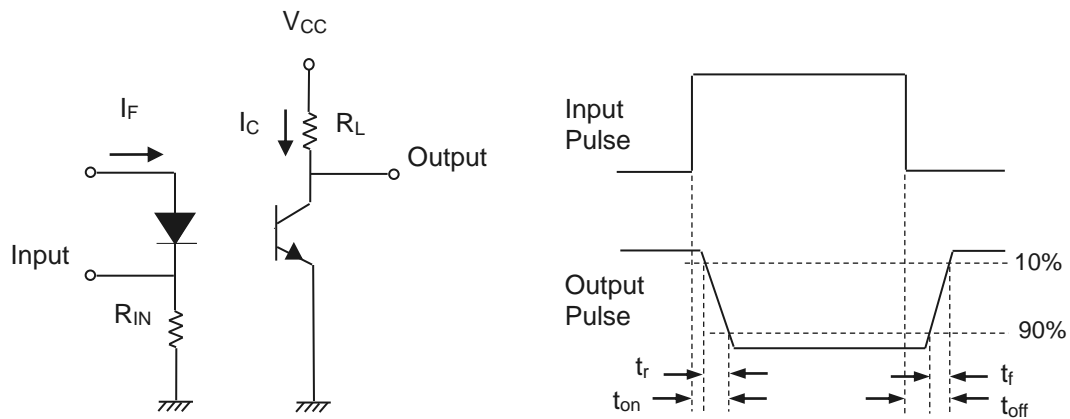 V_CC
I_F
I_C
R_L
Output
Input
R_IN
Input
Pulse
10%
Output
Pulse
90%
t_r
t_f
t_on
t_off